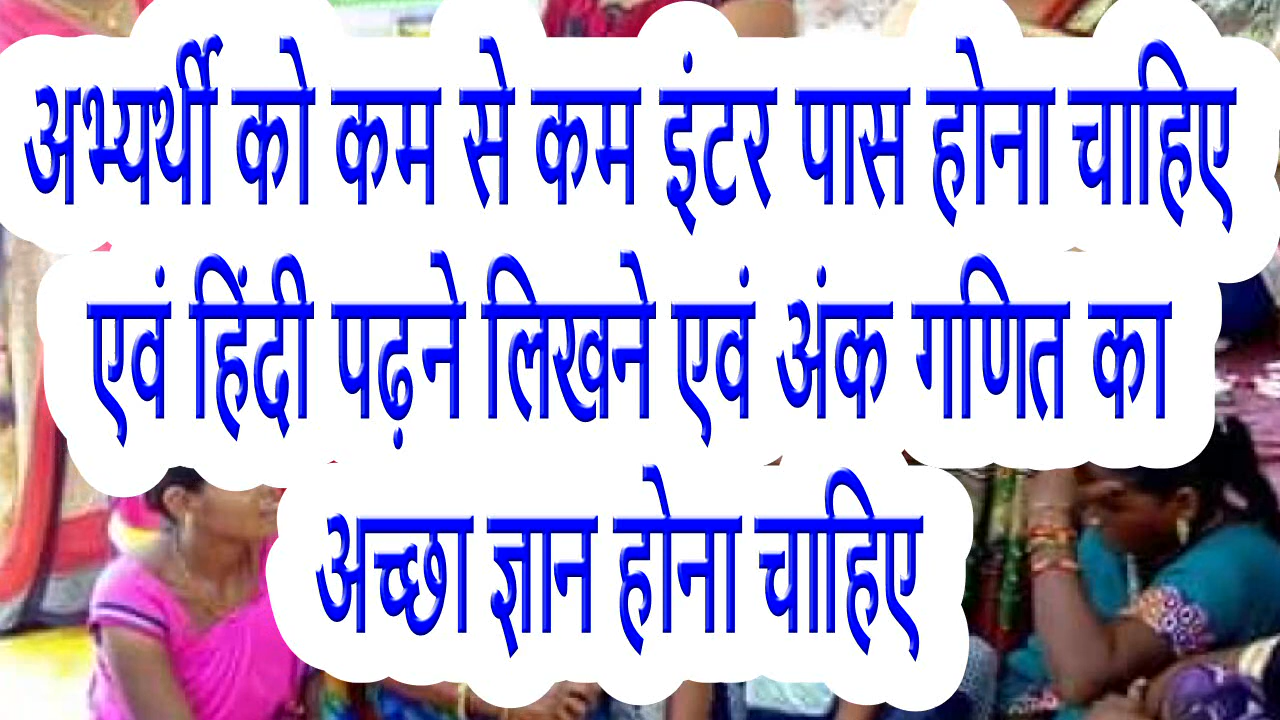 अभ्यर्थी को कम से कम इंटर पास होना चाहिए
एवं हिंदी पढ़ने लिखने एवं अंक गणित का
अच्छा ज्ञान होना चाहिए